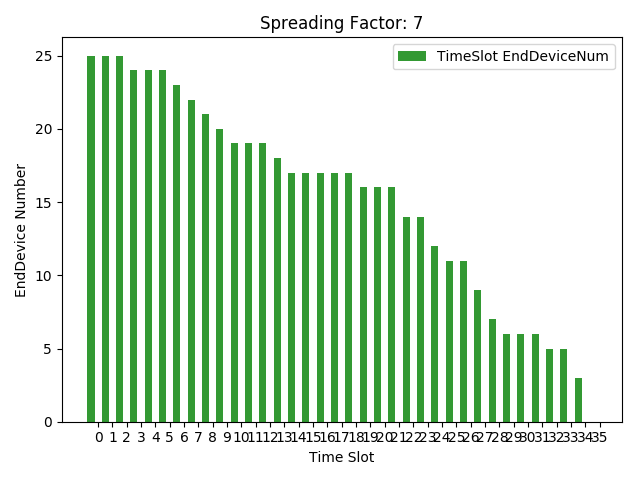 Spreading Factor: 7
TimeSlot EndDeviceNum
EndDevice Number
25
20
15
10
5
0
0 1 2 3 4 5 6 7 8 9 10 11 12 13 14 15 16 17 18 19 20 21 22 23 24 25 26 27 28 29 30 31 32 33 34 35
Time Slot